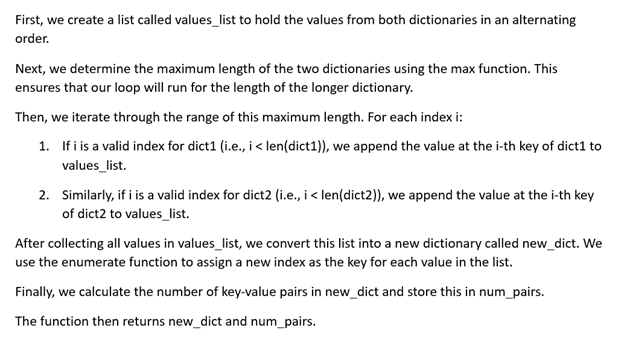 First, we create a list called values_list to hold the values from both dictionaries in an alternating
order.
Next, we determine the maximum length of the two dictionaries using the max function. This
ensures that our loop will run for the length of the longer dictionary.
Then, we iterate through the range of this maximum length. For each index i:
1. If i is a valid index for dict1 (i.e., i < len(dict1)), we append the value at the i-th key of dict1 to
values_list.
2. Similarly, if i is a valid index for dict2 (i.e., i < len(dict2)), we append the value at the i-th key
of dict2 to values_list.
After collecting all values in values_list, we convert this list into a new dictionary called new_dict. We
use the enumerate function to assign a new index as the key for each value in the list.
Finally, we calculate the number of key-value pairs in new_dict and store this in num_pairs.
The function then returns new_dict and num_pairs.